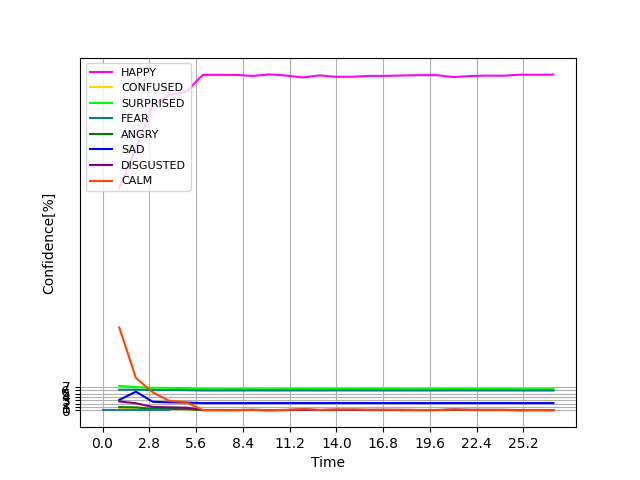 HAPPY
CONFUSED
SURPRISED
FEAR
ANGRY
SAD
DISGUSTED
CALM
Confidence[%]
7
0.0 2.8 5.6 8.4 11.2 14.0 16.8 19.6 22.4 25.2
Time